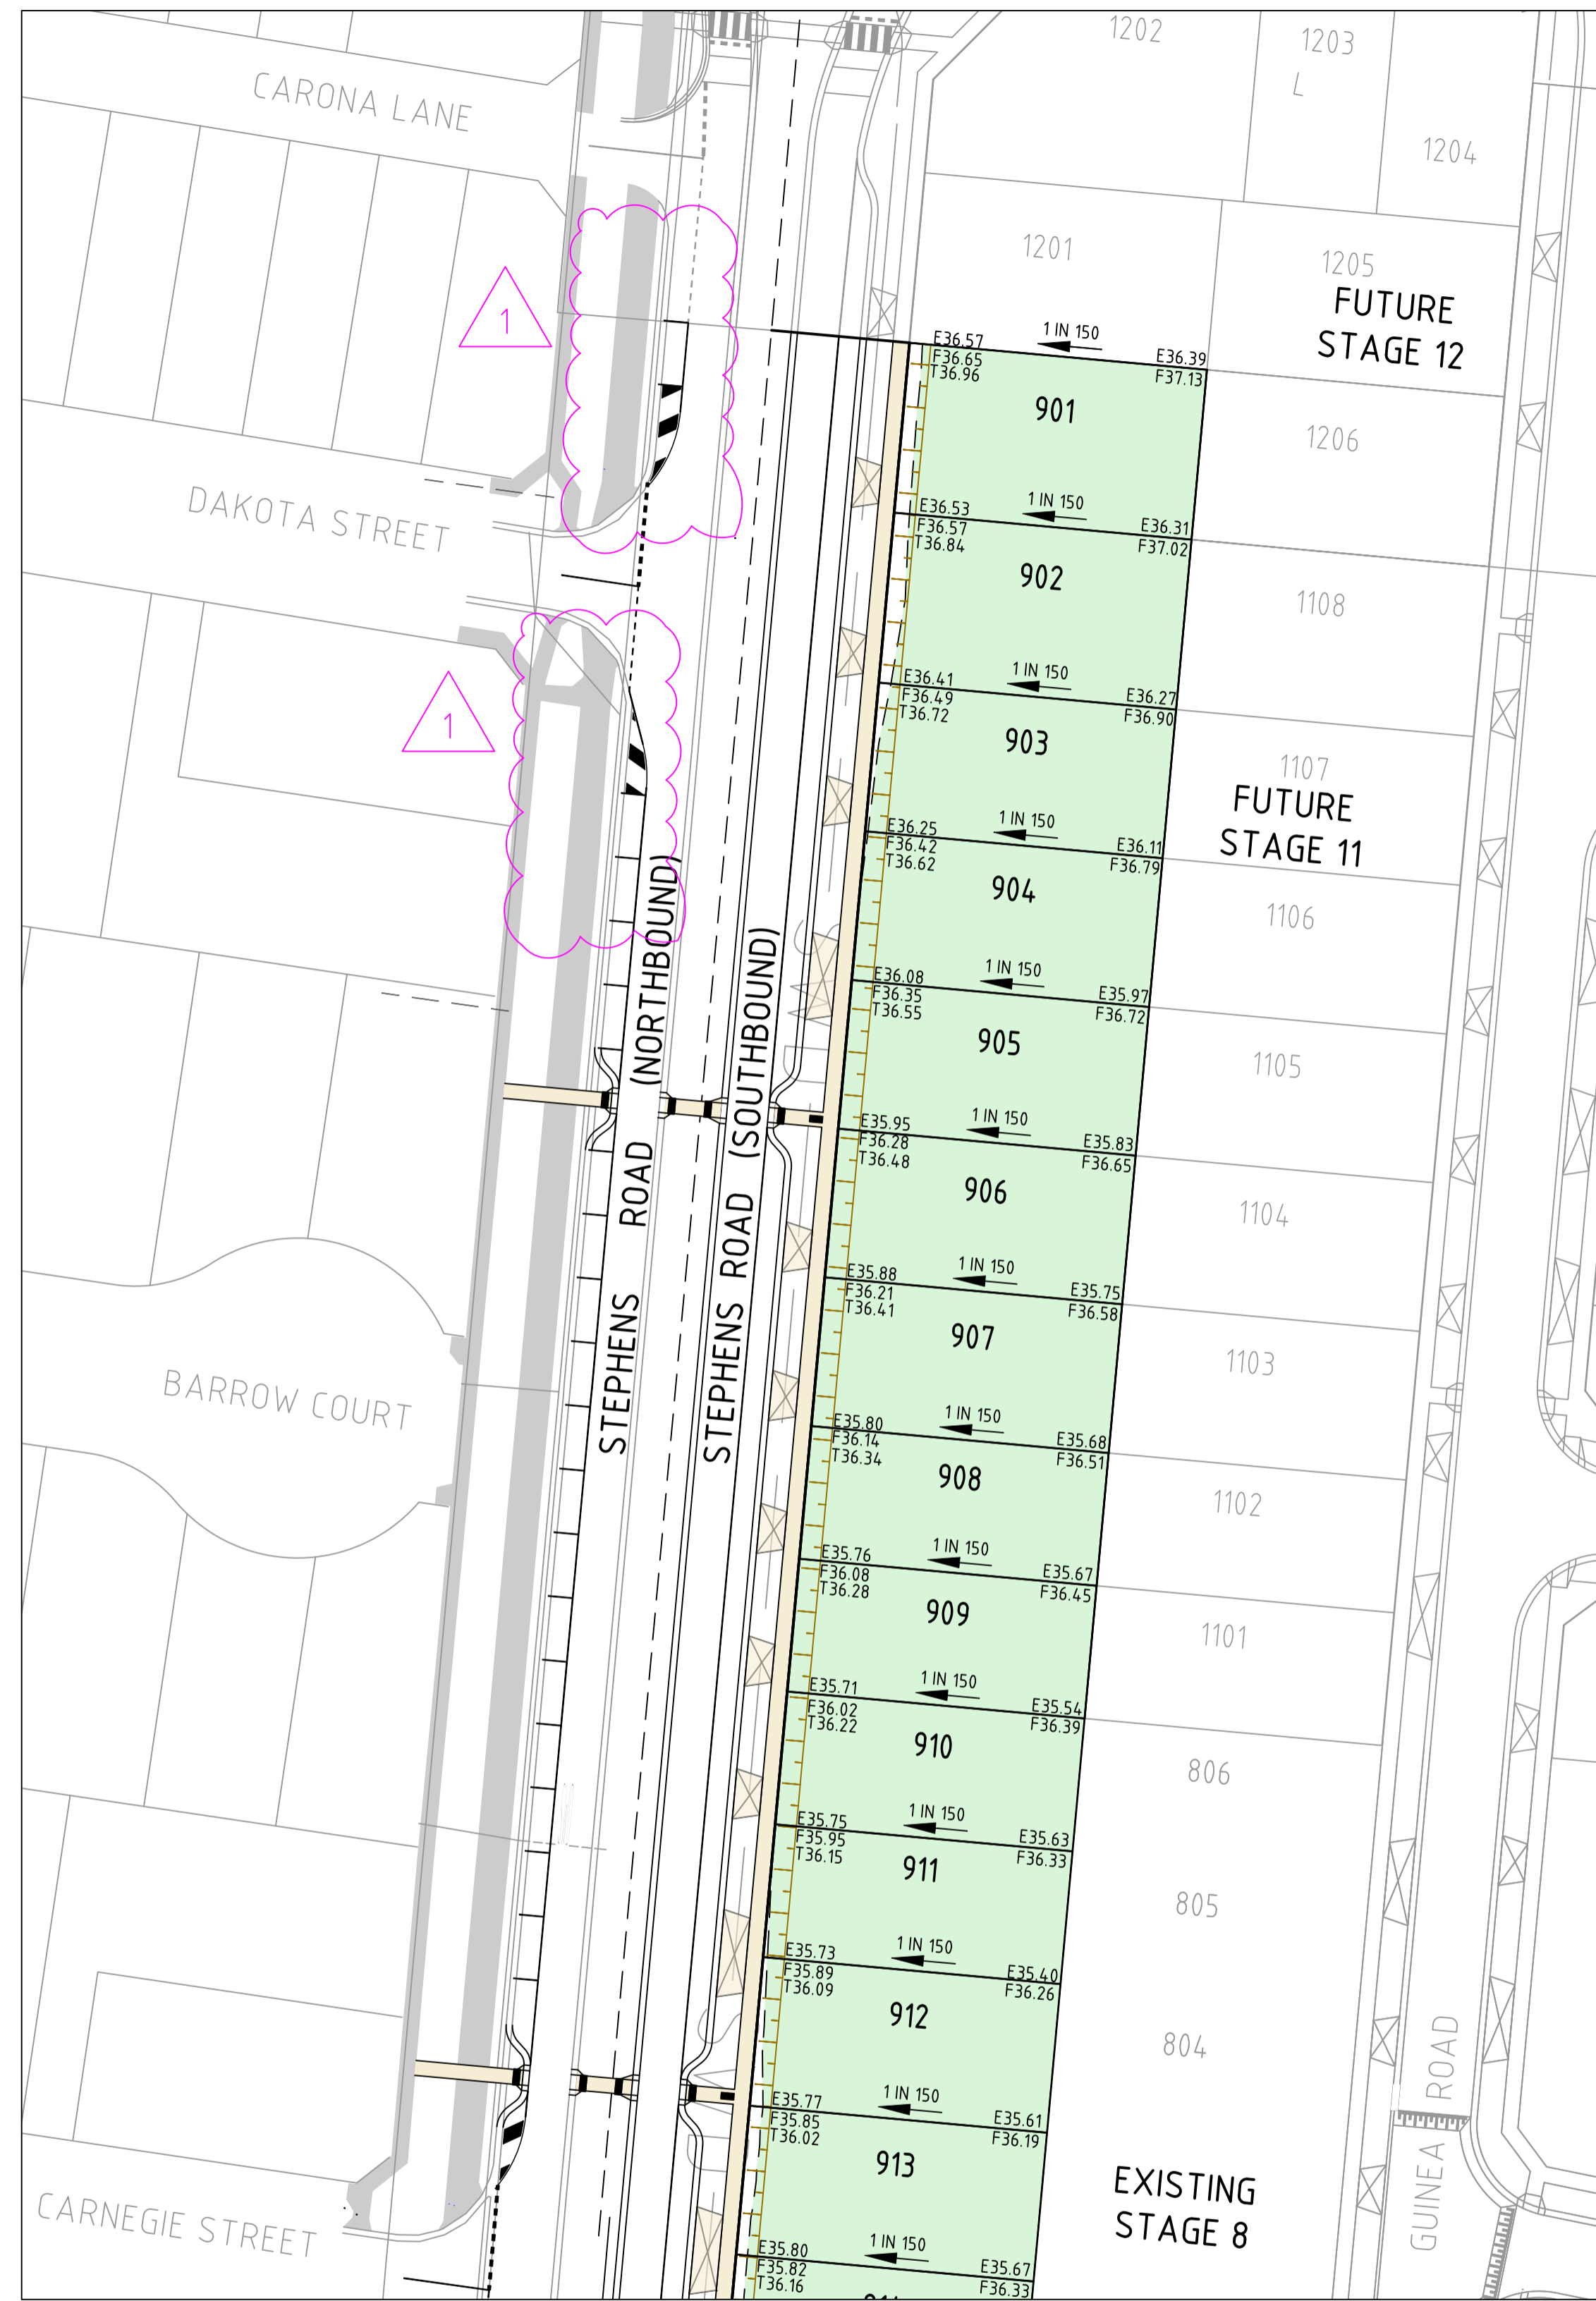 CARONA LANE
1202
1203
L
1204
1201
1205
FUTURE
STAGE 12
1
E36.57
1 IN 150
E36.39
F36.65
T36.96
F37.13
901
1206
DAKOTA STREET
E36.53
1 IN 150
E36.31
F36.57
T36.84
F37.02
902
1108
1
E36.41
1 IN 150
E36.27
F36.49
T36.72
F36.90
903
1107
FUTURE
STAGE 11
E36.25
1 IN 150
E36.11
F36.42
T36.62
F36.79
904
1106
E36.08
1 IN 150
E35.97
F36.35
T36.55
F36.72
905
1105
STEPHENS ROAD (NORTHBOUND)
STEPHENS ROAD (SOUTHBOUND)
E35.95
1 IN 150
E35.83
F36.28
T36.48
F36.65
906
1104
E35.88
1 IN 150
E35.75
F36.21
T36.41
F36.58
907
1103
BARROW COURT
E35.80
1 IN 150
E35.68
F36.14
T36.34
F36.51
908
1102
E35.76
1 IN 150
E35.67
F36.08
T36.28
F36.45
909
1101
E35.71
1 IN 150
E35.54
F36.02
T36.22
F36.39
910
806
E35.75
1 IN 150
E35.63
F35.95
T36.15
F36.33
911
805
E35.73
1 IN 150
E35.40
F35.89
T36.09
F36.26
912
804
E35.77
1 IN 150
E35.61
F35.85
T36.02
F36.19
913
EXISTING
STAGE 8
GUINEA ROAD
CARNEGIE STREET
E35.80
1 IN 150
E35.67
F35.82
T36.16
F36.33